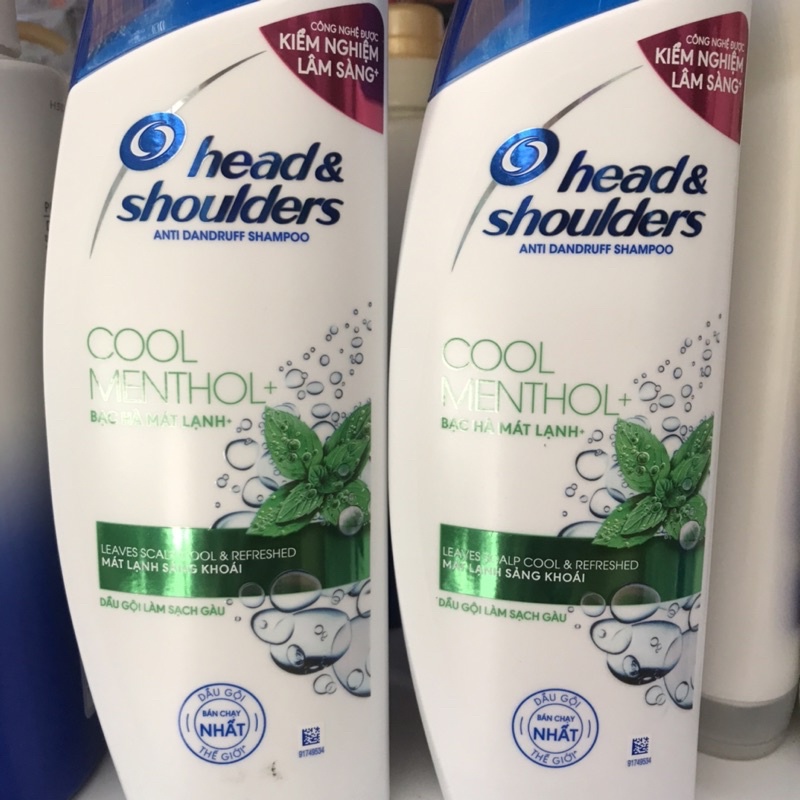 CÔNG NGHỆ ĐƯỢC
KIỂM NGHIỆM
LÂM SÀNG+
head &
shoulders
ANTI DANDRUFF SHAMPOO
COOL
MENTHOL+
BẠC HÀ MÁT LẠNH+
LEAVES SCALP COOL & REFRESHED
MÁT LẠNH SẢNG KHOÁI
DẦU GỘI LÀM SẠCH GÀU
DẦU GỘI
BÁN CHẠY
NHẤT
THẾ GIỚI*
91749534
CÔNG NGHỆ ĐƯỢC
KIỂM NGHIỆM
LÂM SÀNG+
head &
shoulders
ANTI DANDRUFF SHAMPOO
COOL
MENTHOL+
BẠC HÀ MÁT LẠNH+
LEAVES SCALP COOL & REFRESHED
MÁT LẠNH SẢNG KHOÁI
DẦU GỘI LÀM SẠCH GÀU
DẦU GỘI
BÁN CHẠY
NHẤT
THẾ GIỚI*
91749534